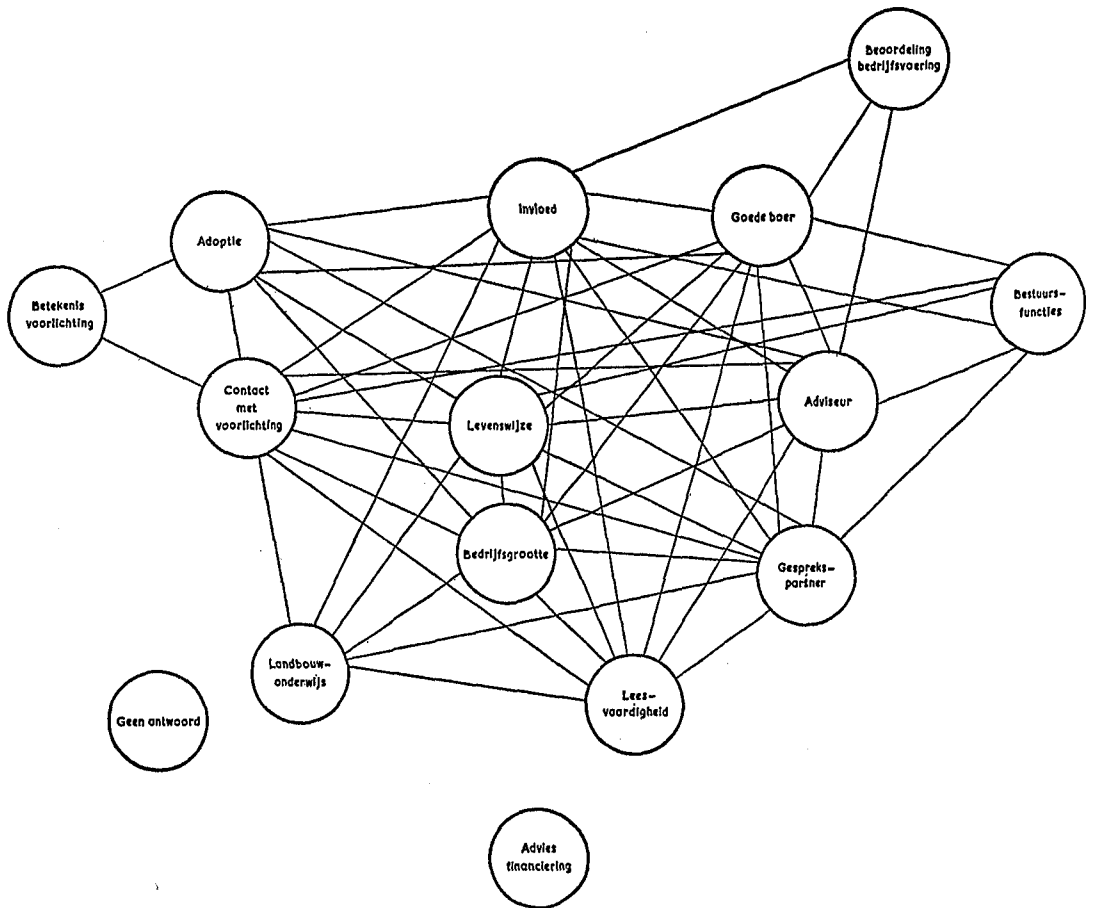 Beoordeling
bedrijfsvoering
Invloed
Goede boer
Adoptie
Betekenis
voorlichting
Bestuurs-
functies
Contact
met
voorlichting
Levenswijze
Adviseur
Bedrijfsgrootte
Gespreks-
partner
Landbouw-
onderwijs
Lees-
vaardigheid
Geen antwoord
Advies
financiering